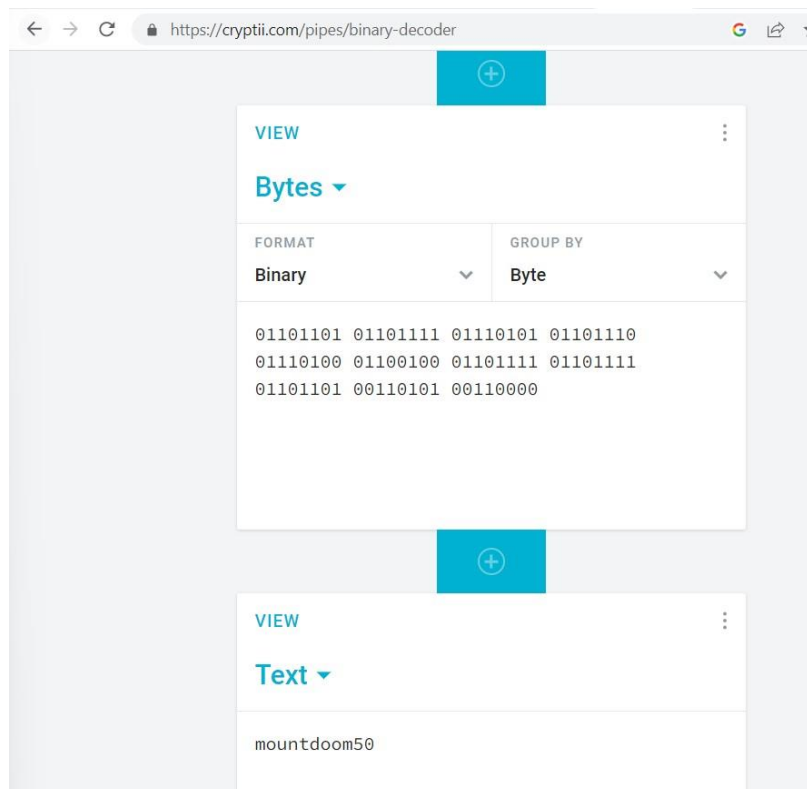 https://cryptii.com/pipes/binary-decoder
VIEW
Bytes
FORMAT GROUP BY
Binary Byte
01101101 01101111 01110101 01101110
01110100 01100100 01101111 01101111
01101101 00110101 00110000
VIEW
Text
mountdoom50